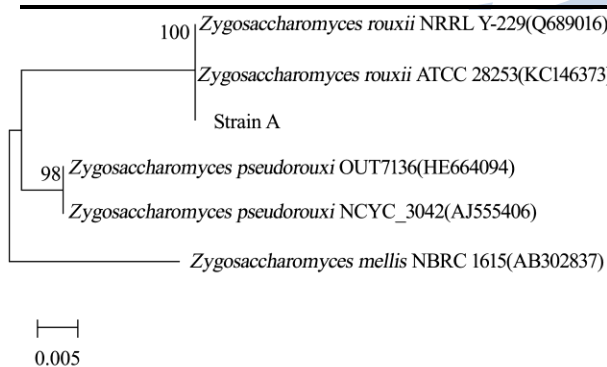 100 Zygosaccharomyces rouxii NRRL Y-229(Q689016)
Zygosaccharomyces rouxii ATCC 28253(KC146373)
Strain A
98 Zygosaccharomyces pseudorouxi OUT7136(HE664094)
Zygosaccharomyces pseudorouxi NCYC_3042(AJ555406)
Zygosaccharomyces mellis NBRC 1615(AB302837)
0.005